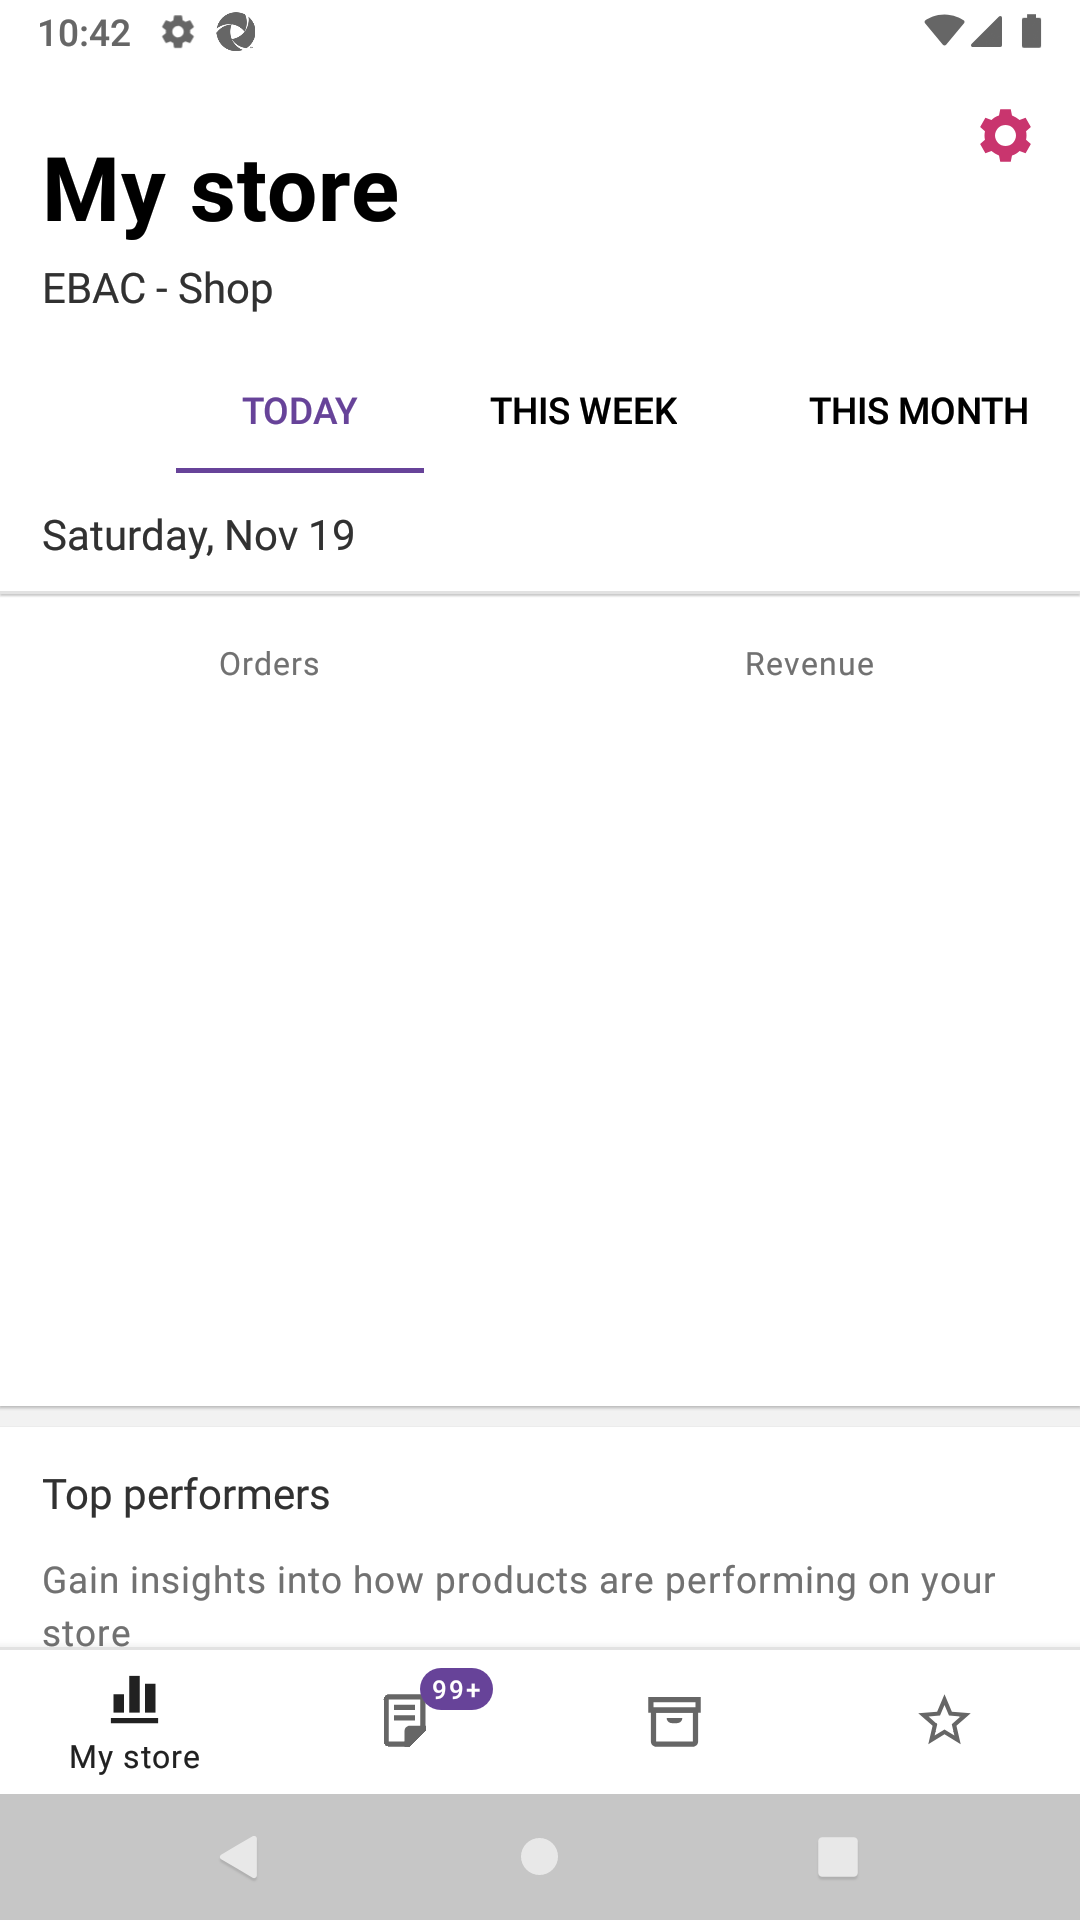 10:42
My store
EBAC - Shop
TODAY THIS WEEK THIS MONTH
Saturday, Nov 19
Orders Revenue
Top performers
Gain insights into how products are performing on your
store
99+
My store